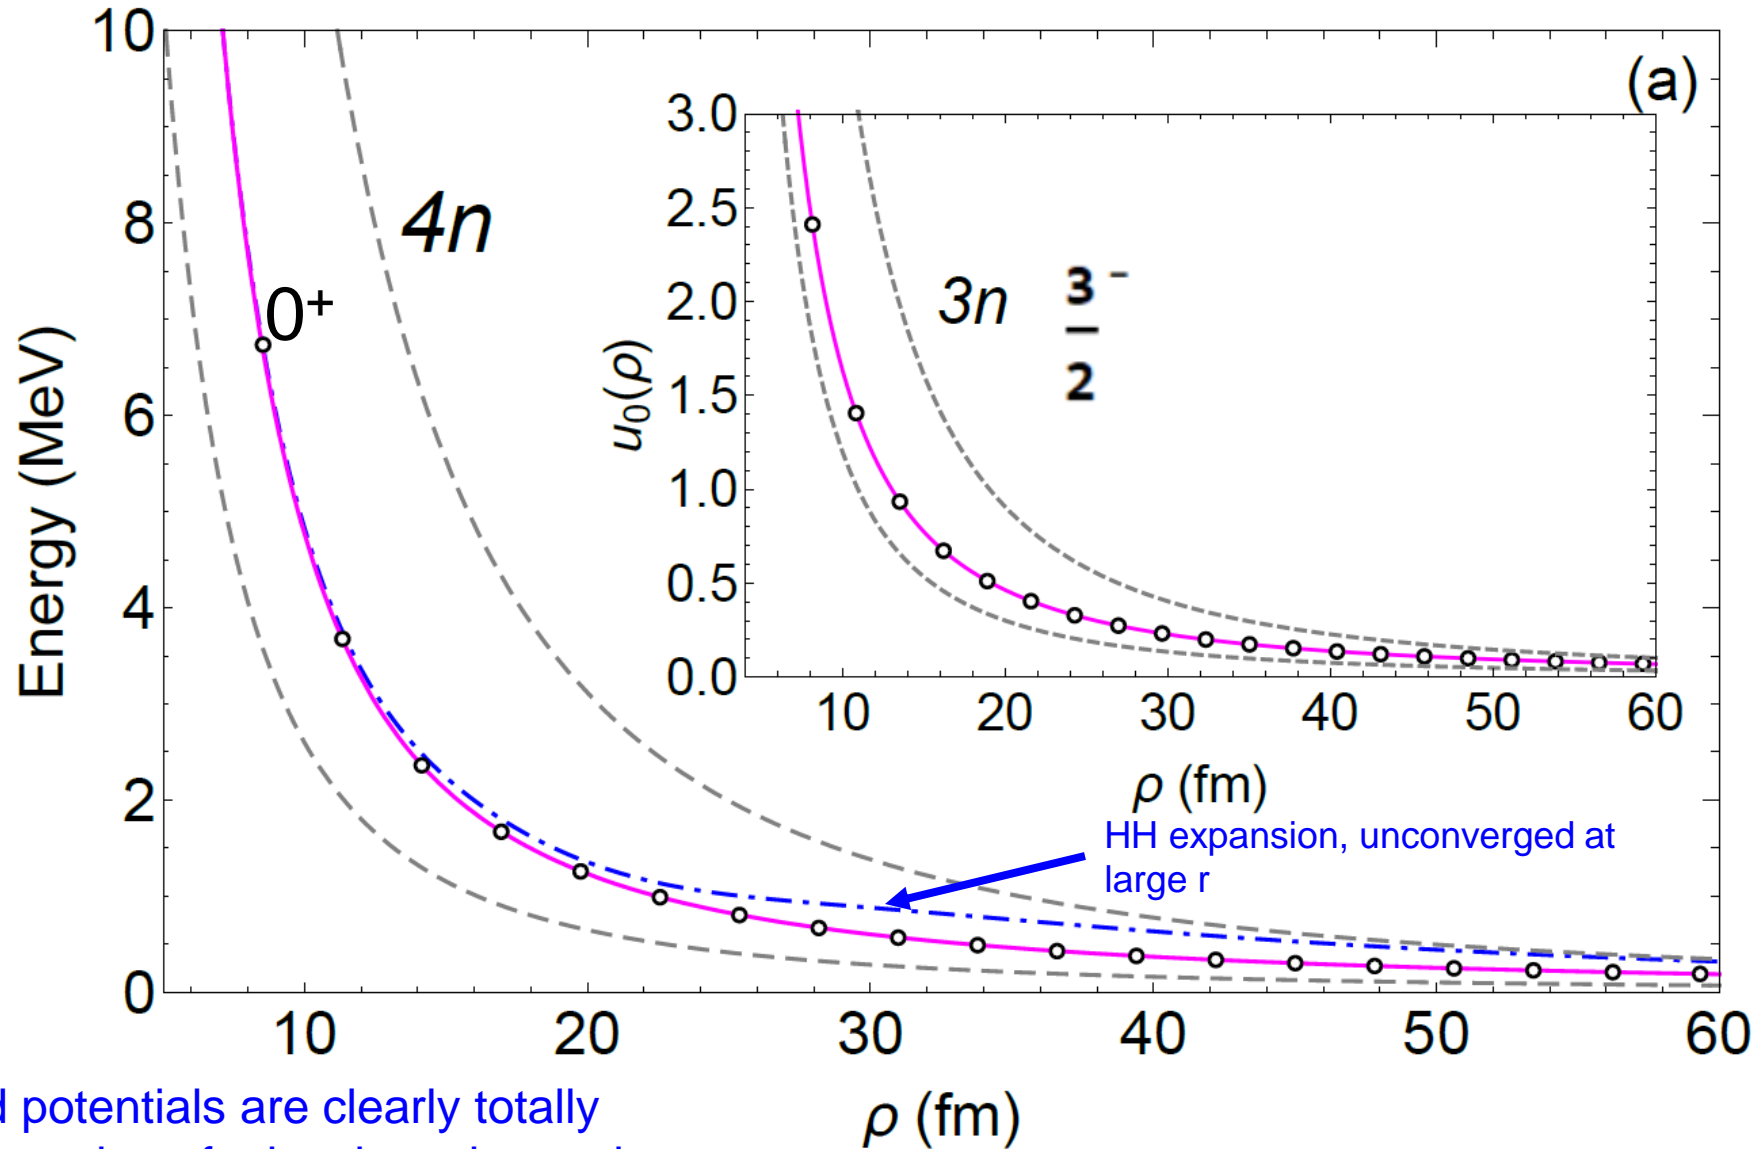 (a)
10
8
6
4
2
0
Energy (MeV)
4n
0⁺
3.0
2.5
2.0
1.5
1.0
0.5
0.0
u₀(ρ)
3n
3⁻
2
10 20 30 40 50 60
ρ (fm)
HH expansion, unconverged at
large r
10 20 30 40 50 60
ρ (fm)
potentials are clearly totally